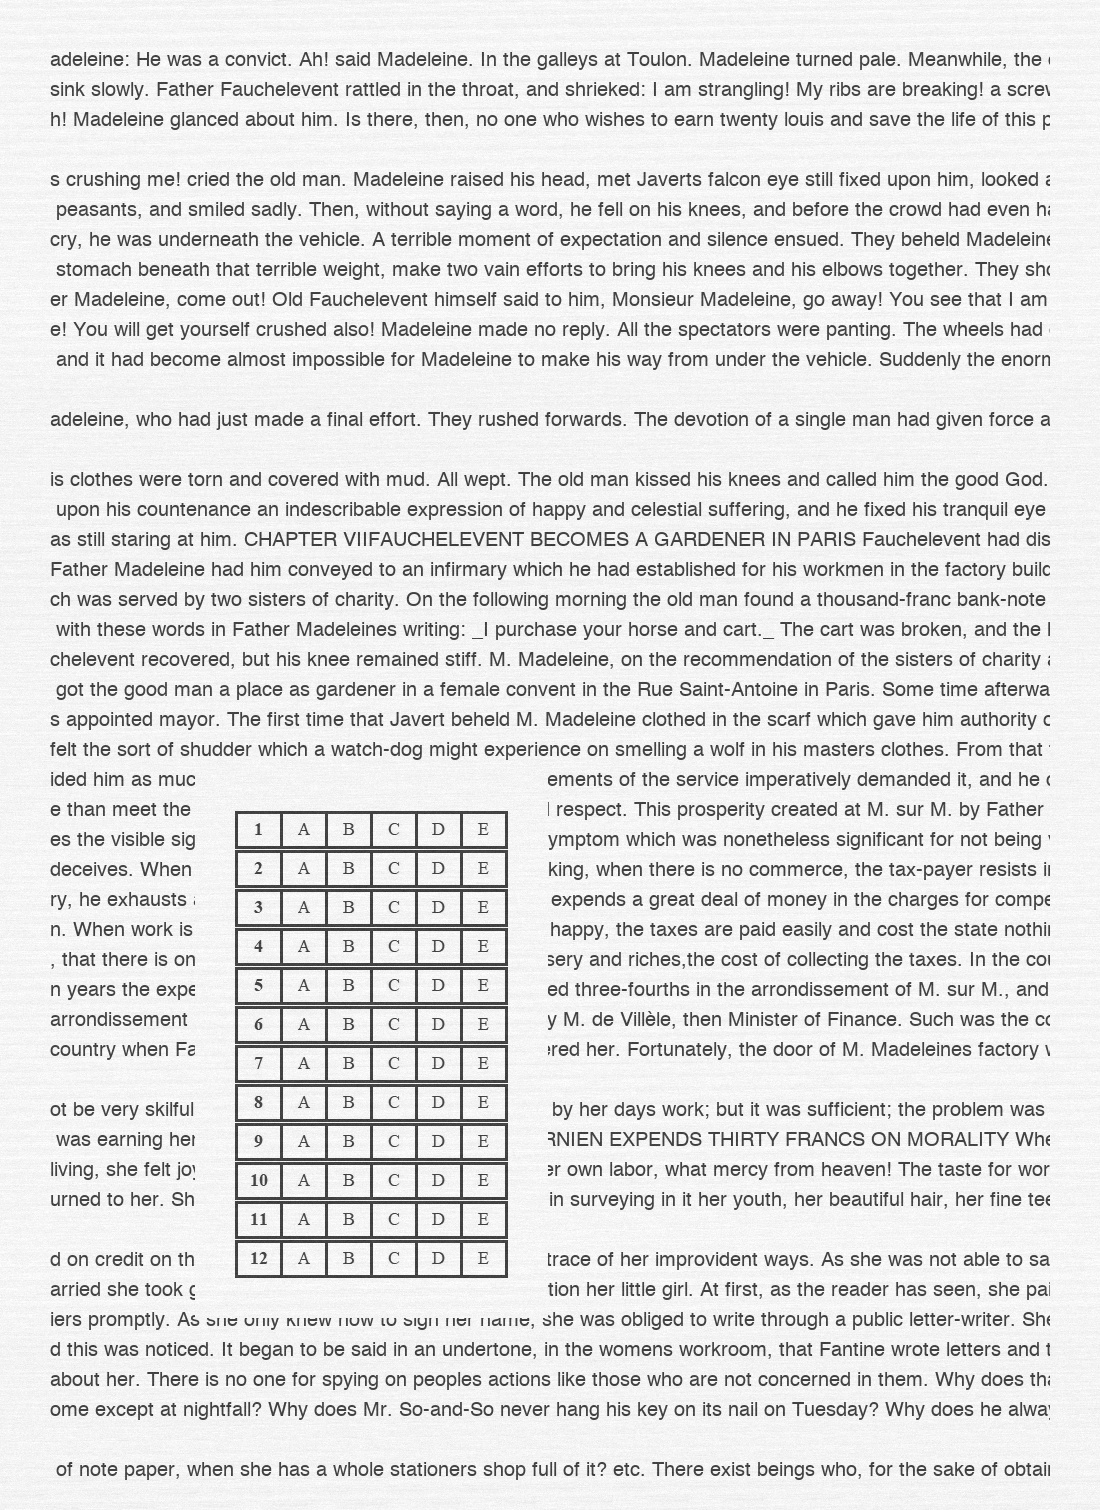 adeleine: He was a convict. Ah! said Madeleine. In the galleys at Toulon. Madeleine turned pale. Meanwhile, the
sink slowly. Father Fauchelevent rattled in the throat, and shrieked: I am strangling! My ribs are breaking! a screw
h! Madeleine glanced about him. Is there, then, no one who wishes to earn twenty louis and save the life of this p
s crushing me! cried the old man. Madeleine raised his head, met Javerts falcon eye still fixed upon him, looked a
peasants, and smiled sadly. Then, without saying a word, he fell on his knees, and before the crowd had even ha
cry, he was underneath the vehicle. A terrible moment of expectation and silence ensued. They beheld Madeleine
stomach beneath that terrible weight, make two vain efforts to bring his knees and his elbows together. They sho
er Madeleine, come out! Old Fauchelevent himself said to him, Monsieur Madeleine, go away! You see that I am
e! You will get yourself crushed also! Madeleine made no reply. All the spectators were panting. The wheels had
and it had become almost impossible for Madeleine to make his way from under the vehicle. Suddenly the enorm
adeleine, who had just made a final effort. They rushed forwards. The devotion of a single man had given force a
is clothes were torn and covered with mud. All wept. The old man kissed his knees and called him the good God.
upon his countenance an indescribable expression of happy and celestial suffering, and he fixed his tranquil eye
as still staring at him. CHAPTER VIIFAUCHELEVENT BECOMES A GARDENER IN PARIS Fauchelevent had dis
Father Madeleine had him conveyed to an infirmary which he had established for his workmen in the factory build
ch was served by two sisters of charity. On the following morning the old man found a thousand-franc bank-note
with these words in Father Madeleines writing: _I purchase your horse and cart._ The cart was broken, and the
chelevent recovered, but his knee remained stiff. M. Madeleine, on the recommendation of the sisters of charity
got the good man a place as gardener in a female convent in the Rue Saint-Antoine in Paris. Some time afterwa
s appointed mayor. The first time that Javert beheld M. Madeleine clothed in the scarf which gave him authority
felt the sort of shudder which a watch-dog might experience on smelling a wolf in his masters clothes. From that
ided him as muc ements of the service imperatively demanded it, and he
e than meet the respect. This prosperity created at M. sur M. by Father
1 A B C D E
es the visible sig ymptom which was nonetheless significant for not being
deceives. When king, when there is no commerce, the tax-payer resists
2 A B C D E
ry, he exhausts expends a great deal of money in the charges for compe
3 A B C D E
n. When work is happy, the taxes are paid easily and cost the state nothin
4 A B C D E
, that there is on sery and riches,the cost of collecting the taxes. In the cou
5 A B C D E
n years the expe ed three-fourths in the arrondissement of M. sur M., and
arrondissement y M. de Villèle, then Minister of Finance. Such was the co
6 A B C D E
country when Fa ered her. Fortunately, the door of M. Madeleines factory
7 A B C D E
8 A B C D E
ot be very skilful by her days work; but it was sufficient; the problem was
was earning her RNIEN EXPENDS THIRTY FRANCS ON MORALITY Whe
9 A B C D E
living, she felt joy er own labor, what mercy from heaven! The taste for wor
10 A B C D E
urned to her. Sh in surveying in it her youth, her beautiful hair, her fine tee
11 A B C D E
d on credit on th trace of her improvident ways. As she was not able to sa
12 A B C D E
arried she took g tion her little girl. At first, as the reader has seen, she pai
iers promptly. As she only knew how to sign her name, she was obliged to write through a public letter-writer. She
d this was noticed. It began to be said in an undertone, in the womens workroom, that Fantine wrote letters and t
about her. There is no one for spying on peoples actions like those who are not concerned in them. Why does tha
ome except at nightfall? Why does Mr. So-and-So never hang his key on its nail on Tuesday? Why does he alway
of note paper, when she has a whole stationers shop full of it? etc. There exist beings who, for the sake of obtain